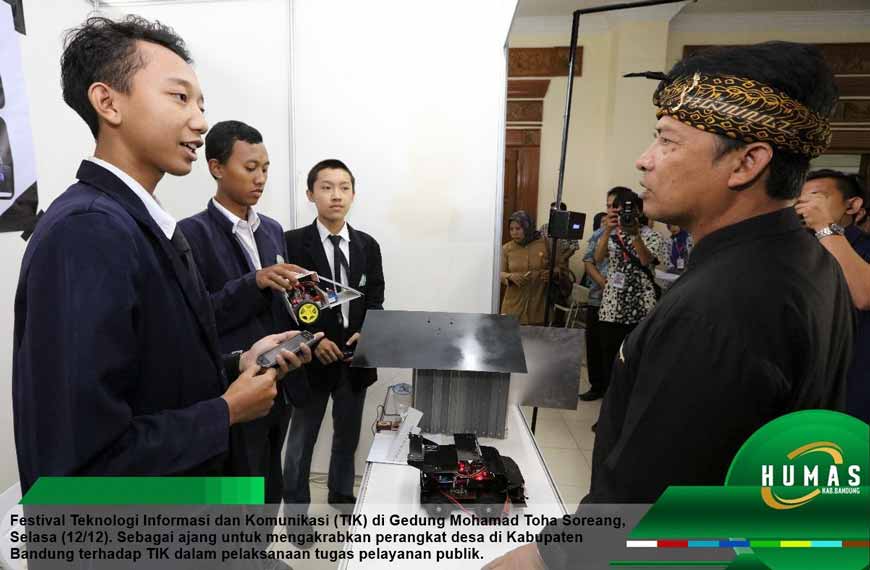 Festival Teknologi Informasi dan Komunikasi (TIK) di Gedung Mohamad Toha Soreang,
Selasa (12/12). Sebagai ajang untuk mengakrabkan perangkat desa di Kabupaten
Bandung terhadap TIK dalam pelaksanaan tugas pelayanan publik.
HUMAS
KAB.BANDUNG